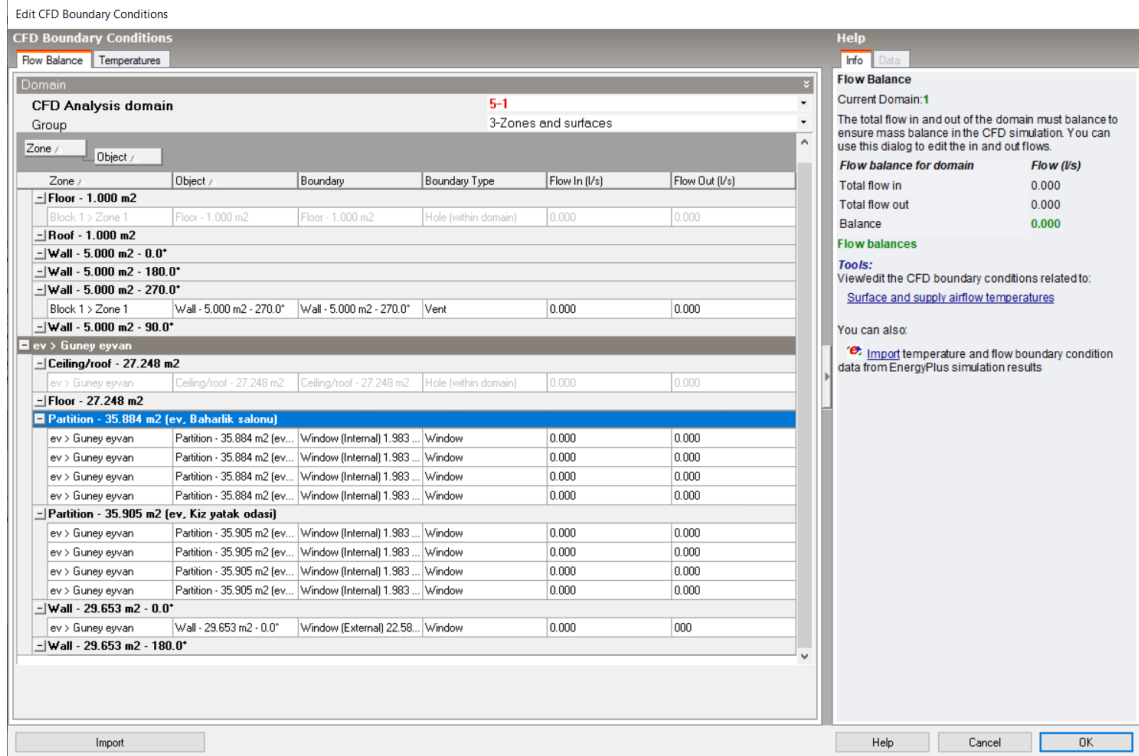 Edit CFD Boundary Conditions
CFD Boundary Conditions
Flow Balance Temperatures
Domain
CFD Analysis domain 5-1
Group 3-Zones and surfaces
Zone / Object /
Zone / Object / Boundary Boundary Type Flow In (l/s) Flow Out (l/s)
Floor - 1.000 m2
Block 1 > Zone 1 Floor - 1.000 m2 Floor - 1.000 m2 Hole (within domain) 0.000 0.000
Roof - 1.000 m2
Wall - 5.000 m2 - 0.0°
Wall - 5.000 m2 - 180.0°
Wall - 5.000 m2 - 270.0°
Block 1 > Zone 1 Wall - 5.000 m2 - 270.0° Wall - 5.000 m2 - 270.0° Vent 0.000 0.000
Wall - 5.000 m2 - 90.0°
ev > Guney eyvan
Ceiling/roof - 27.248 m2
ev > Guney eyvan Ceiling/roof - 27.248 m2 Ceiling/roof - 27.248 m2 Hole (within domain) 0.000 0.000
Floor - 27.248 m2
Partition - 35.884 m2 (ev, Baharlik salonu)
ev > Guney eyvan Partition - 35.884 m2 (ev... Window (Internal) 1.983 ... Window 0.000 0.000
ev > Guney eyvan Partition - 35.884 m2 (ev... Window (Internal) 1.983 ... Window 0.000 0.000
ev > Guney eyvan Partition - 35.884 m2 (ev... Window (Internal) 1.983 ... Window 0.000 0.000
ev > Guney eyvan Partition - 35.884 m2 (ev... Window (Internal) 1.983 ... Window 0.000 0.000
Partition - 35.905 m2 (ev, Kiz yatak odasi)
ev > Guney eyvan Partition - 35.905 m2 (ev... Window (Internal) 1.983 ... Window 0.000 0.000
ev > Guney eyvan Partition - 35.905 m2 (ev... Window (Internal) 1.983 ... Window 0.000 0.000
ev > Guney eyvan Partition - 35.905 m2 (ev... Window (Internal) 1.983 ... Window 0.000 0.000
ev > Guney eyvan Partition - 35.905 m2 (ev... Window (Internal) 1.983 ... Window 0.000 0.000
Wall - 29.653 m2 - 0.0°
ev > Guney eyvan Wall - 29.653 m2 - 0.0° Window (External) 22.58... Window 0.000 000
Wall - 29.653 m2 - 180.0°
Import
Help
Info Data
Flow Balance
Current Domain:1
The total flow in and out of the domain must balance to
ensure mass balance in the CFD simulation. You can
use this dialog to edit the in and out flows.
Flow balance for domain Flow (l/s)
Total flow in 0.000
Total flow out 0.000
Balance 0.000
Flow balances
Tools:
View/edit the CFD boundary conditions related to:
Surface and supply airflow temperatures
You can also:
Import temperature and flow boundary condition
data from EnergyPlus simulation results
Help Cancel OK